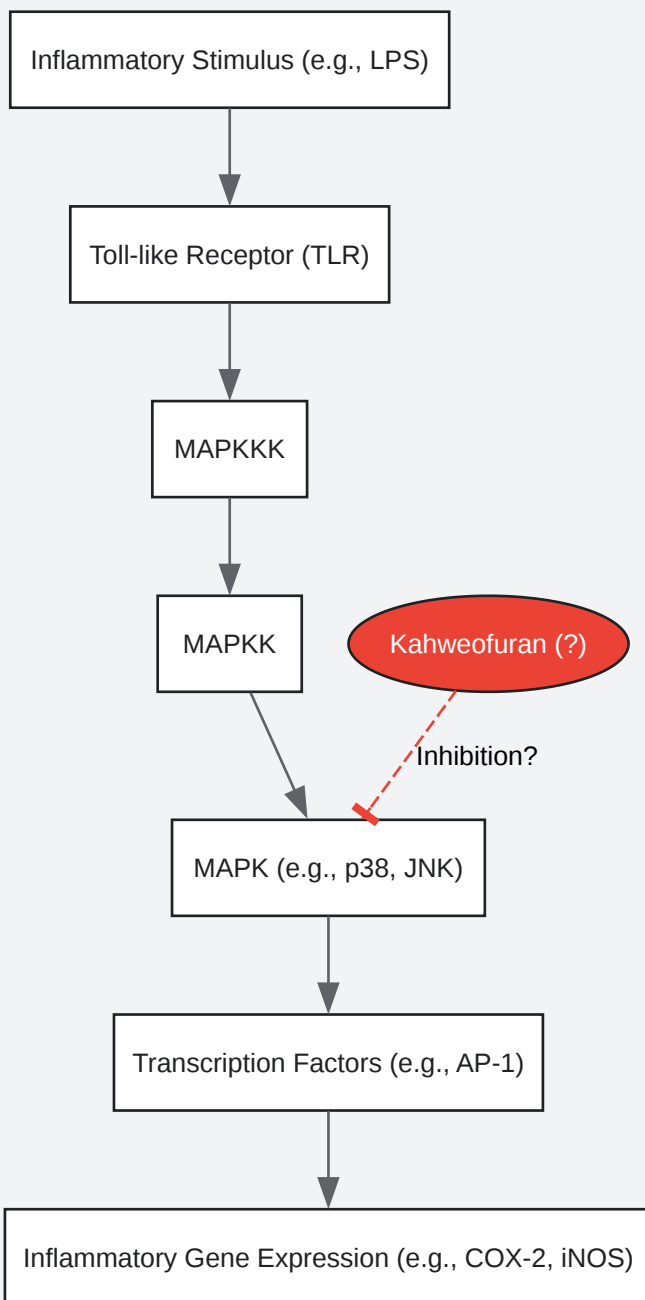 Inflammatory Stimulus (e.g., LPS)
Toll-like Receptor (TLR)
MAPKKK
MAPKK
Kahweofuran (?)
Inhibition?
MAPK (e.g., p38, JNK)
Transcription Factors (e.g., AP-1)
Inflammatory Gene Expression (e.g., COX-2, iNOS)